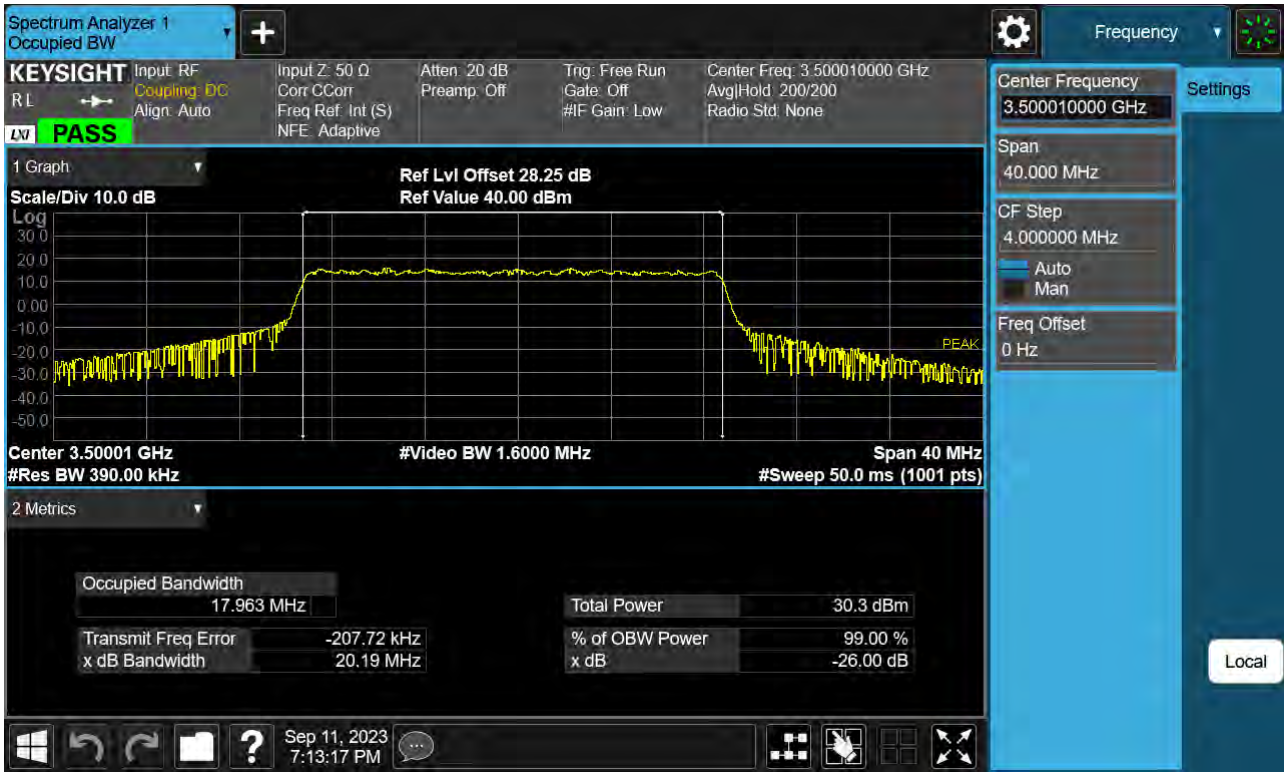 Spectrum Analyzer 1
Occupied BW
Frequency
KEYSIGHT
RL
LXI PASS
Input: RF
Coupling: DC
Align: Auto
Input Z: 50 Ω
Corr CCorr
Freq Ref: Int (S)
NFE: Adaptive
Atten: 20 dB
Preamp: Off
Trig: Free Run
Gate: Off
#IF Gain: Low
Center Freq: 3.500010000 GHz
Avg|Hold: 200/200
Radio Std: None
Center Frequency
3.500010000 GHz
Settings
Span
40.000 MHz
CF Step
4.000000 MHz
Auto
Man
Freq Offset
0 Hz
1 Graph
Scale/Div 10.0 dB
Ref Lvl Offset 28.25 dB
Ref Value 40.00 dBm
Log
30.0
20.0
10.0
0.00
-10.0
-20.0
-30.0
-40.0
-50.0
PEAK
Center 3.50001 GHz
#Res BW 390.00 kHz
#Video BW 1.6000 MHz
Span 40 MHz
#Sweep 50.0 ms (1001 pts)
2 Metrics
Occupied Bandwidth
17.963 MHz
Transmit Freq Error -207.72 kHz
x dB Bandwidth 20.19 MHz
Total Power 30.3 dBm
% of OBW Power 99.00 %
x dB -26.00 dB
Local
?
Sep 11, 2023
7:13:17 PM